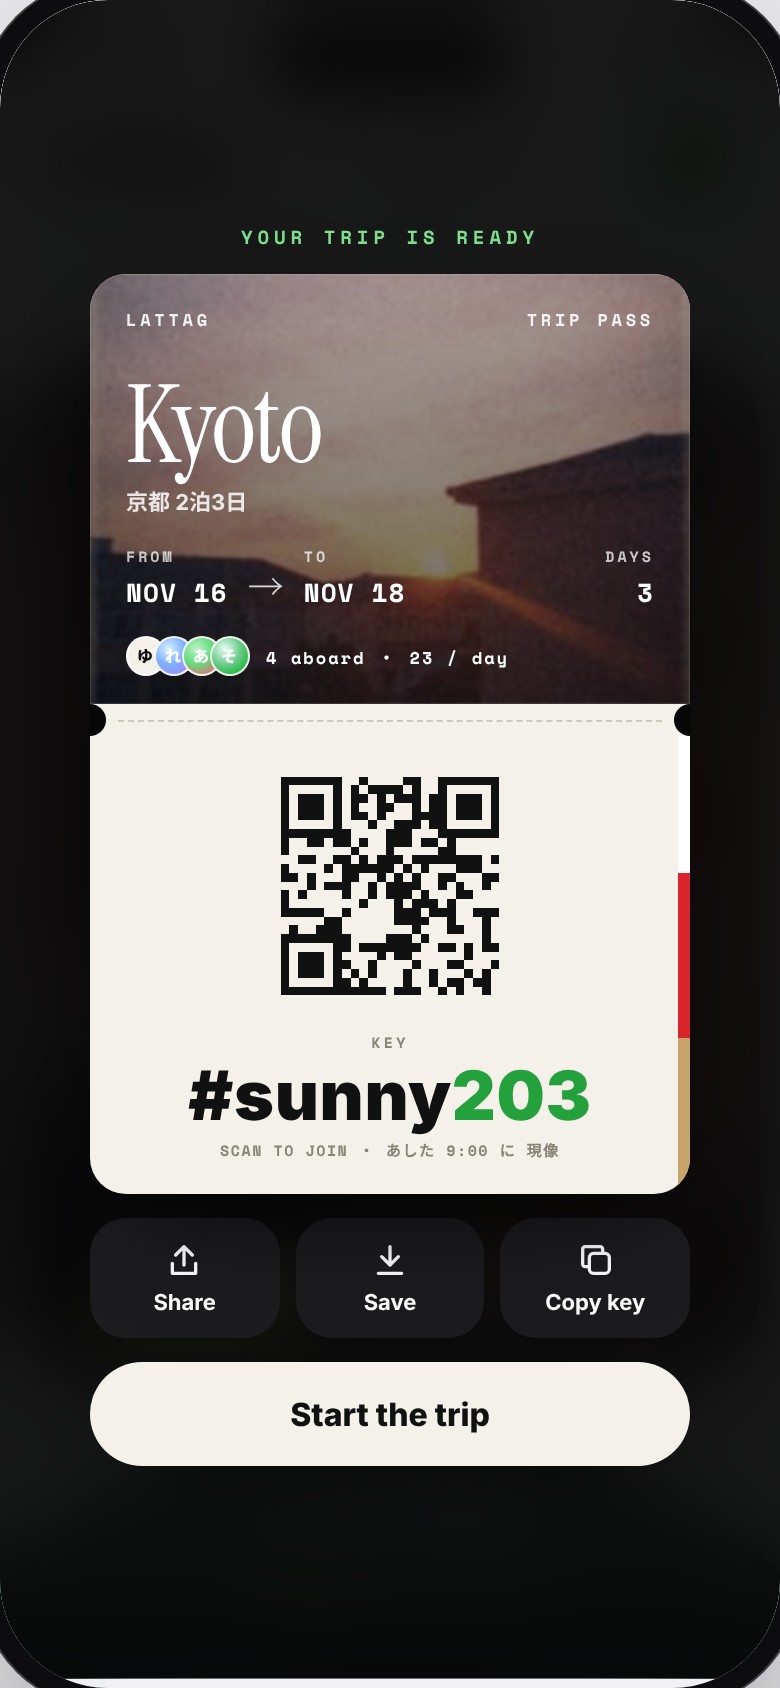 YOUR TRIP IS READY
LATTAG
TRIP PASS
Kyoto
京都 2泊3日
FROM
TO
DAYS
NOV 16 → NOV 18
3
ゆ れ あ そ
4 aboard · 23 / day
KEY
#sunny203
SCAN TO JOIN · あした 9:00 に 現像
Share
Save
Copy key
Start the trip